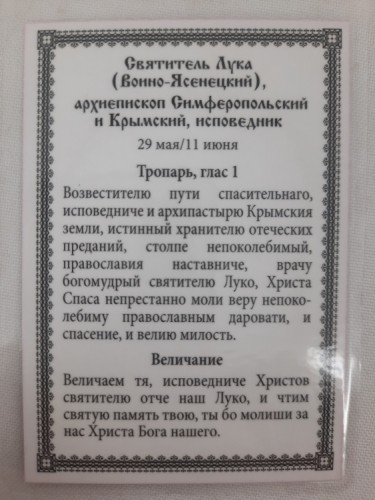 Святитель Лука
(Воино-Ясенецкий),
архиепископ Симферопольский
и Крымский, исповедник
29 мая/11 июня
Тропарь, глас 1
Возвестителю пути спасительнаго,
исповедниче и архипастырю Крымския
земли, истинный хранителю отеческих
преданий, столпе непоколебимый,
православия наставниче, врачу
богомудрый святителю Луко, Христа
Спаса непрестанно моли веру непоко-
лебиму православным даровати, и
спасение, и велию милость.
Величание
Величаем тя, исповедниче Христов
святителю отче наш Луко, и чтим
святую память твою, ты бо молиши за
нас Христа Бога нашего.